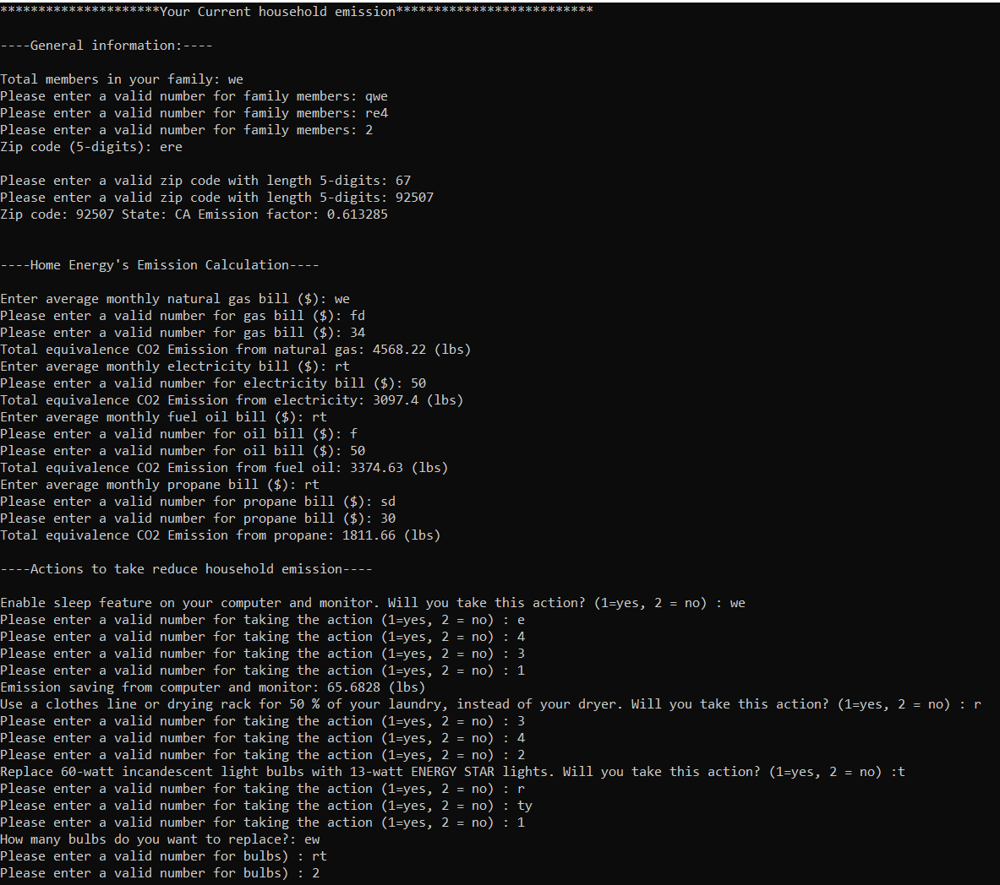 *********************Your Current household emission**************************
----General information:----
Total members in your family: we
Please enter a valid number for family members: qwe
Please enter a valid number for family members: re4
Please enter a valid number for family members: 2
Zip code (5-digits): ere
Please enter a valid zip code with length 5-digits: 67
Please enter a valid zip code with length 5-digits: 92507
Zip code: 92507 State: CA Emission factor: 0.613285
----Home Energy's Emission Calculation----
Enter average monthly natural gas bill ($): we
Please enter a valid number for gas bill ($): fd
Please enter a valid number for gas bill ($): 34
Total equivalence CO2 Emission from natural gas: 4568.22 (lbs)
Enter average monthly electricity bill ($): rt
Please enter a valid number for electricity bill ($): 50
Total equivalence CO2 Emission from electricity: 3097.4 (lbs)
Enter average monthly fuel oil bill ($): rt
Please enter a valid number for oil bill ($): f
Please enter a valid number for oil bill ($): 50
Total equivalence CO2 Emission from fuel oil: 3374.63 (lbs)
Enter average monthly propane bill ($): rt
Please enter a valid number for propane bill ($): sd
Please enter a valid number for propane bill ($): 30
Total equivalence CO2 Emission from propane: 1811.66 (lbs)
----Actions to take reduce household emission----
Enable sleep feature on your computer and monitor. Will you take this action? (1=yes, 2 = no) : we
Please enter a valid number for taking the action (1=yes, 2 = no) : e
Please enter a valid number for taking the action (1=yes, 2 = no) : 4
Please enter a valid number for taking the action (1=yes, 2 = no) : 3
Please enter a valid number for taking the action (1=yes, 2 = no) : 1
Emission saving from computer and monitor: 65.6828 (lbs)
Use a clothes line or drying rack for 50 % of your laundry, instead of your dryer. Will you take this action? (1=yes, 2 = no) : r
Please enter a valid number for taking the action (1=yes, 2 = no) : 3
Please enter a valid number for taking the action (1=yes, 2 = no) : 4
Please enter a valid number for taking the action (1=yes, 2 = no) : 2
Replace 60-watt incandescent light bulbs with 13-watt ENERGY STAR lights. Will you take this action? (1=yes, 2 = no) :t
Please enter a valid number for taking the action (1=yes, 2 = no) : r
Please enter a valid number for taking the action (1=yes, 2 = no) : ty
Please enter a valid number for taking the action (1=yes, 2 = no) : 1
How many bulbs do you want to replace?: ew
Please enter a valid number for bulbs) : rt
Please enter a valid number for bulbs) : 2